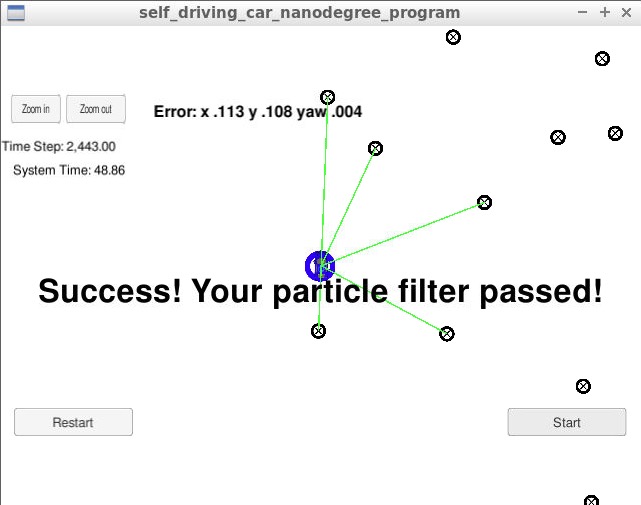 self_driving_car_nanodegree_program
Zoom in
Zoom out
Error: x .113 y .108 yaw .004
Time Step: 2,443.00
System Time: 48.86
Success! Your particle filter passed!
Restart
Start